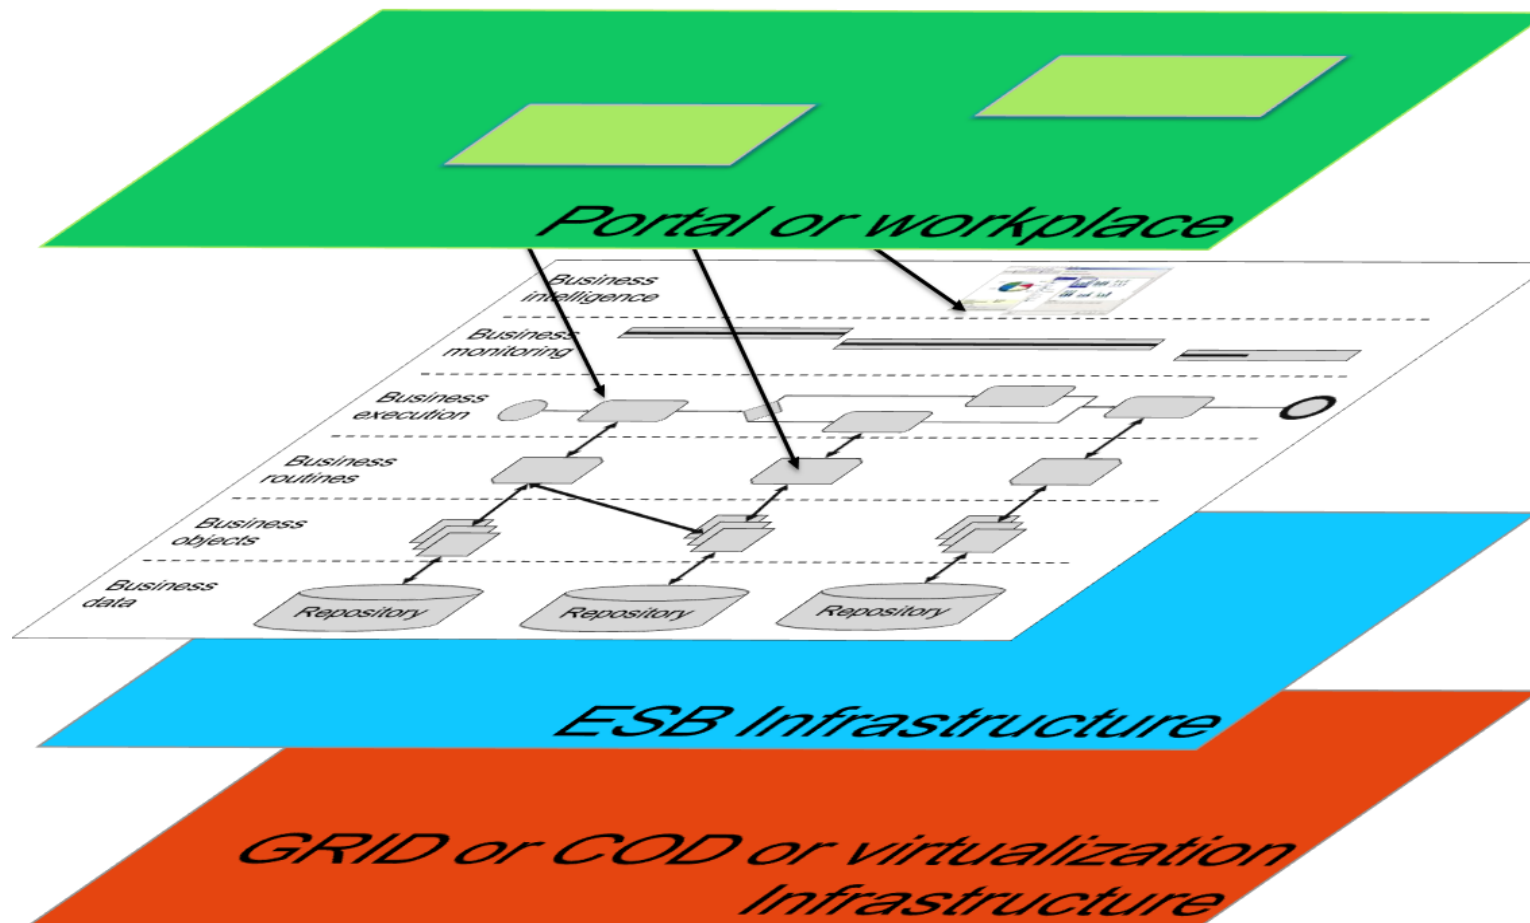 Portal or workplace
Business
intelligence
Business
monitoring
Business
execution
Business
routines
Business
objects
Business
data
Repository
Repository
Repository
ESB Infrastructure
GRID or COD or virtualization
Infrastructure